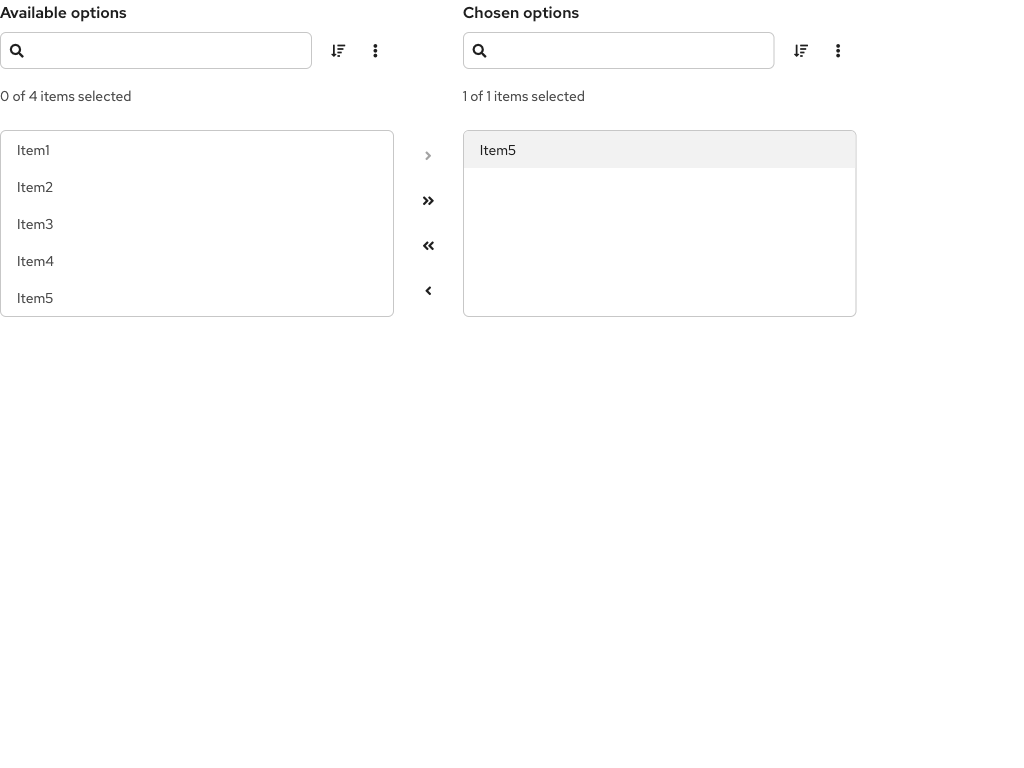 Available options
0 of 4 items selected
Item1
Item2
Item3
Item4
Item5
Chosen options
1 of 1 items selected
Item5